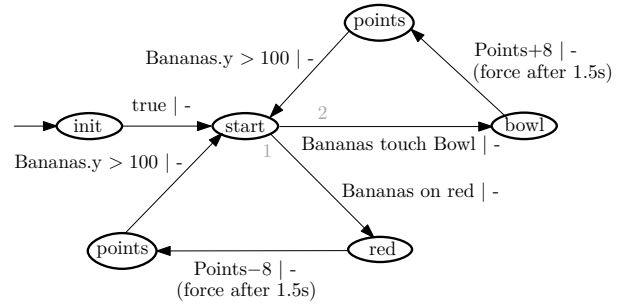 points
Bananas.y > 100 | -
Points+8 | -
(force after 1.5s)
true | -
2
init
start
bowl
Bananas touch Bowl | -
1
Bananas.y > 100 | -
Bananas on red | -
points
red
Points−8 | -
(force after 1.5s)